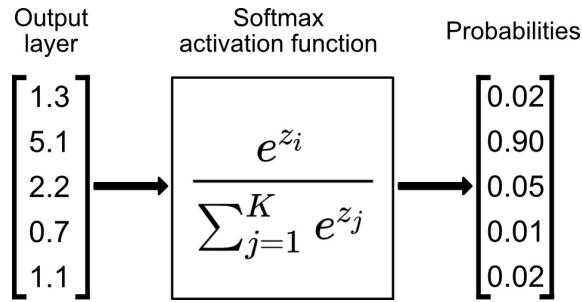 Output
layer
Softmax
activation function
Probabilities
1.3
5.1
2.2
0.7
1.1
e^{z_i}
∑_{j=1}^{K} e^{z_j}
0.02
0.90
0.05
0.01
0.02